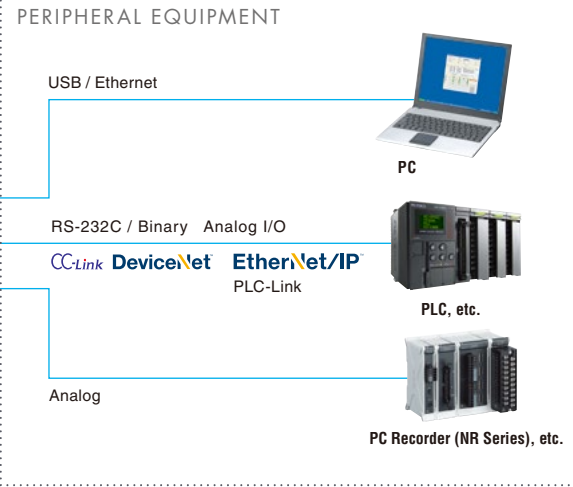 PERIPHERAL EQUIPMENT
USB / Ethernet
PC
RS-232C / Binary Analog I/O
CC-Link DeviceNet EtherNet/IP
PLC-Link
PLC, etc.
Analog
PC Recorder (NR Series), etc.